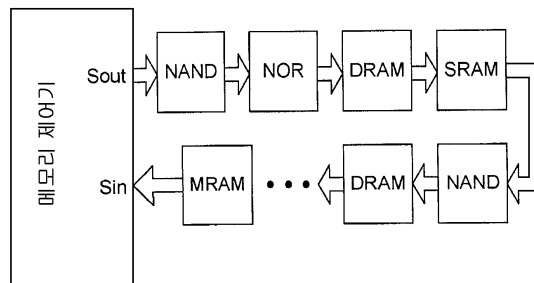 메모리 제어기
Sout
NAND
NOR
DRAM
SRAM
Sin
MRAM
• • •
DRAM
NAND